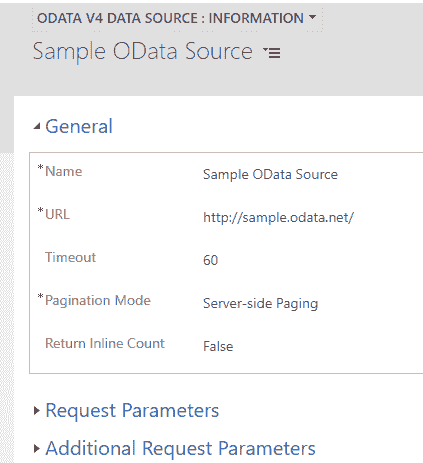 ODATA V4 DATA SOURCE : INFORMATION
Sample OData Source
General
*Name Sample OData Source
*URL http://sample.odata.net/
Timeout 60
*Pagination Mode Server-side Paging
Return Inline Count False
Request Parameters
Additional Request Parameters